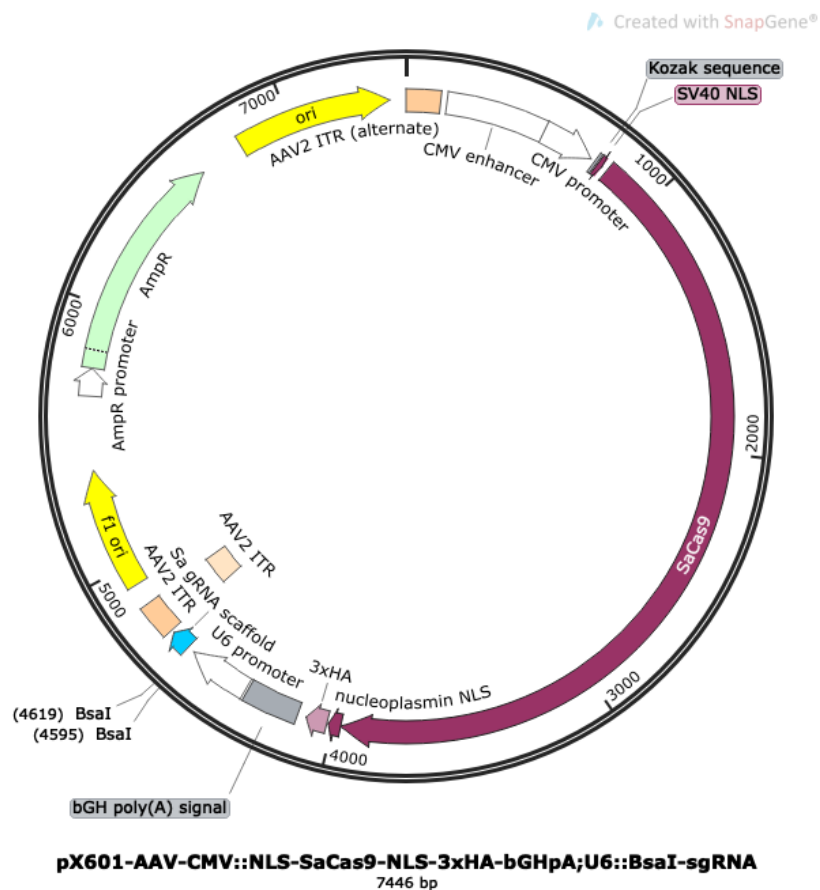 Created with SnapGene®
Kozak sequence
SV40 NLS
7000
ori
AAV2 ITR (alternate)
CMV enhancer
CMV promoter
1000
AmpR
6000
AmpR promoter
2000
SaCas9
f1 ori
AAV2 ITR
AAV2 ITR
Sa gRNA scaffold
U6 promoter
5000
3xHA
nucleoplasmin NLS
3000
(4619) BsaI
(4595) BsaI
4000
bGH poly(A) signal
pX601-AAV-CMV::NLS-SaCas9-NLS-3xHA-bGHpA;U6::BsaI-sgRNA
7446 bp